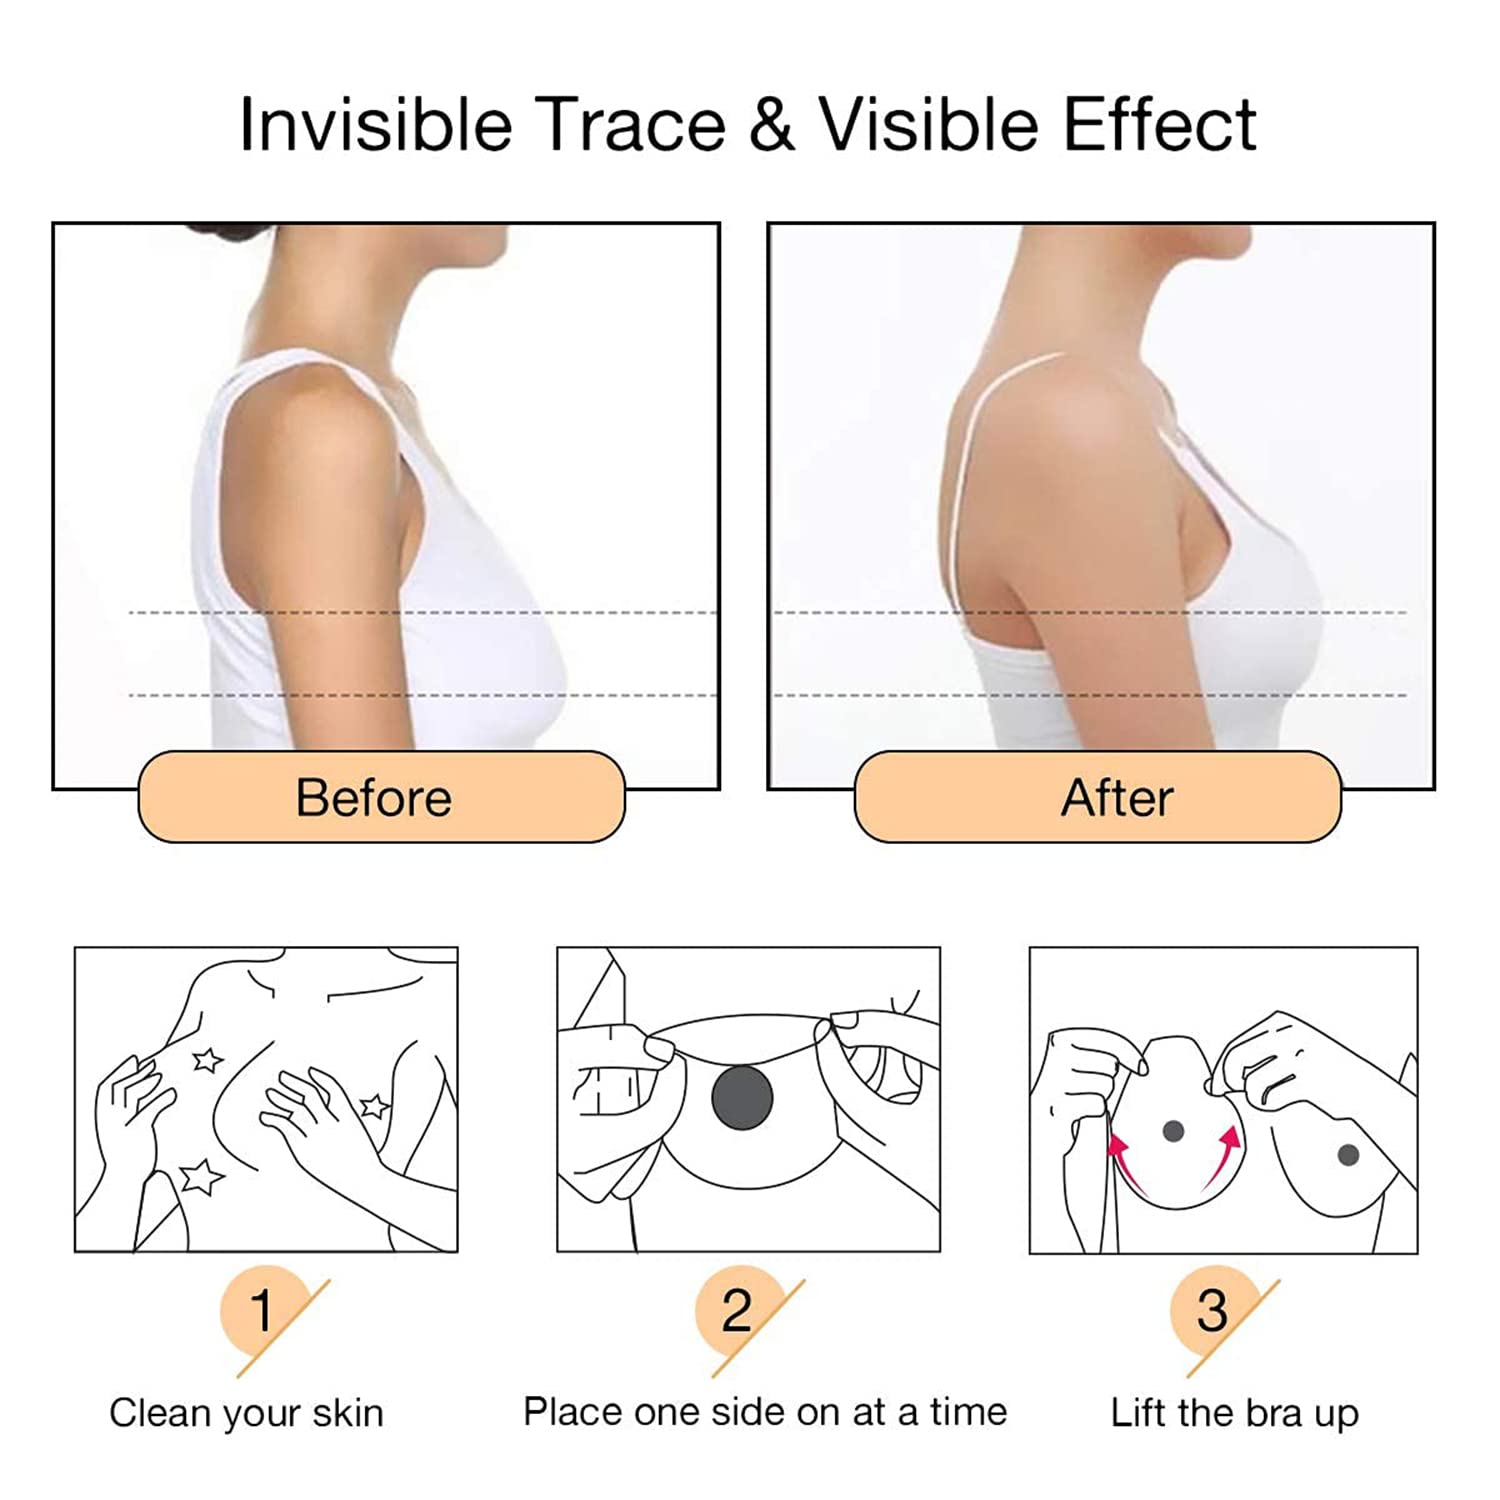 Invisible Trace & Visible Effect
Before
After
1
2
3
Clean your skin
Place one side on at a time
Lift the bra up